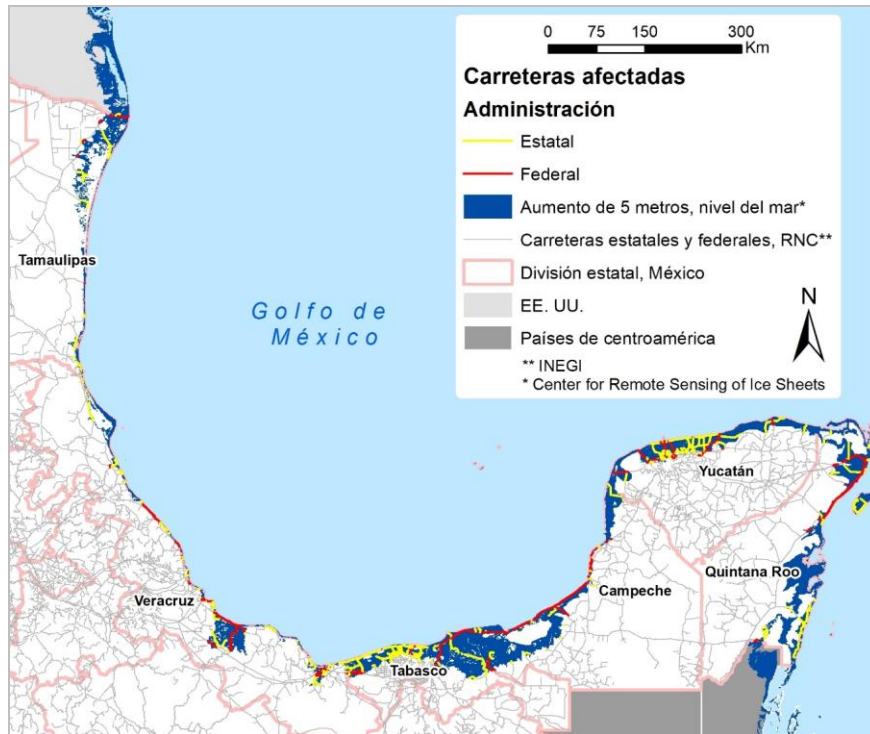 0 75 150 300
Km
Carreteras afectadas
Administración
Estatal
Federal
Aumento de 5 metros, nivel del mar*
Carreteras estatales y federales, RNC**
División estatal, México
EE. UU.
Países de centroamérica
** INEGI
* Center for Remote Sensing of Ice Sheets
N
Tamaulipas
Golfo de
México
Yucatán
Quintana Roo
Campeche
Veracruz
Tabasco